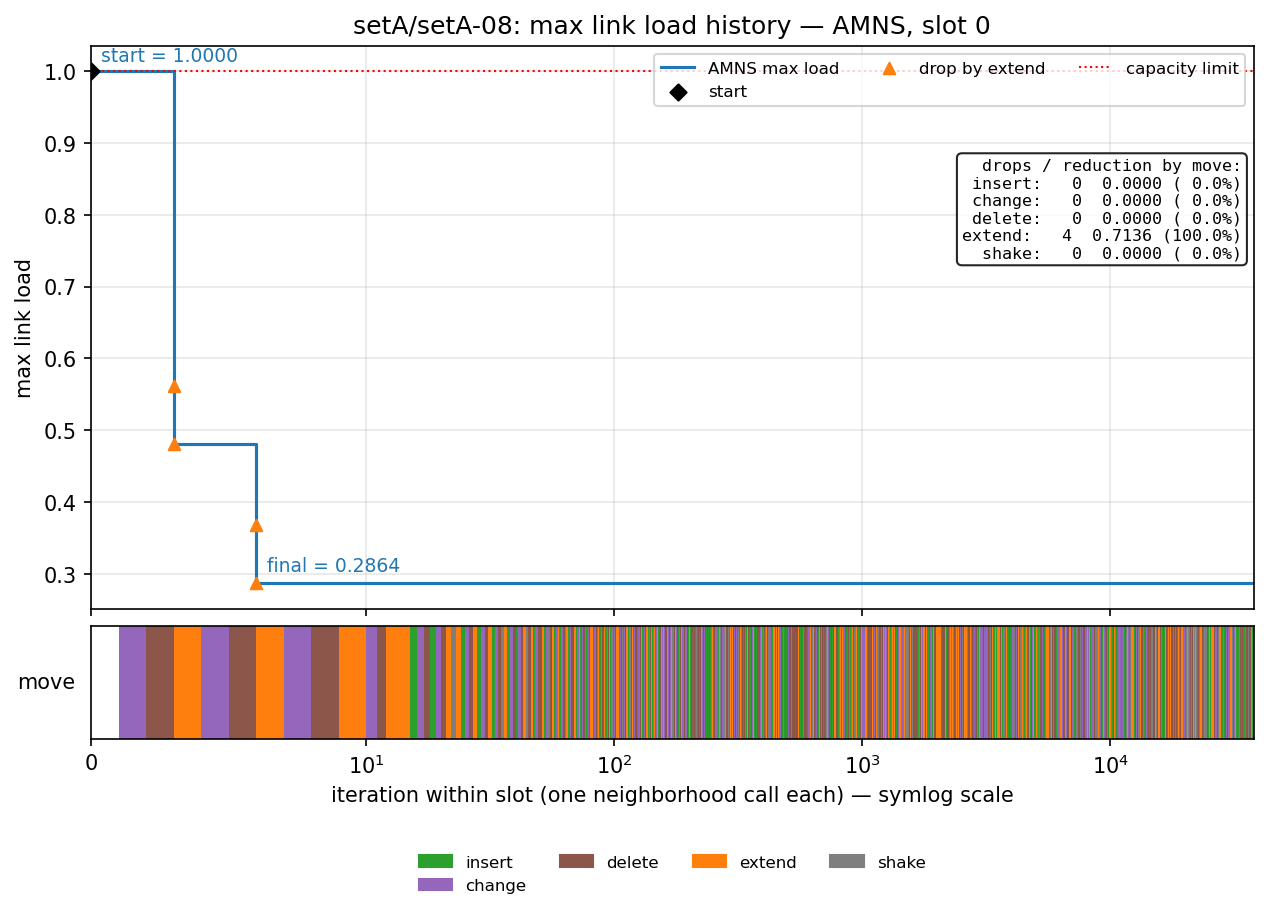 setA/setA-08: max link load history — AMNS, slot 0
start = 1.0000
AMNS max load
drop by extend
capacity limit
start
drops / reduction by move:
insert:   0  0.0000 ( 0.0%)
change:   0  0.0000 ( 0.0%)
delete:   0  0.0000 ( 0.0%)
extend:   4  0.7136 (100.0%)
shake:   0  0.0000 ( 0.0%)
max link load
1.0
0.9
0.8
0.7
0.6
0.5
0.4
0.3
final = 0.2864
move
0
10¹
10²
10³
10⁴
iteration within slot (one neighborhood call each) — symlog scale
insert
delete
extend
shake
change